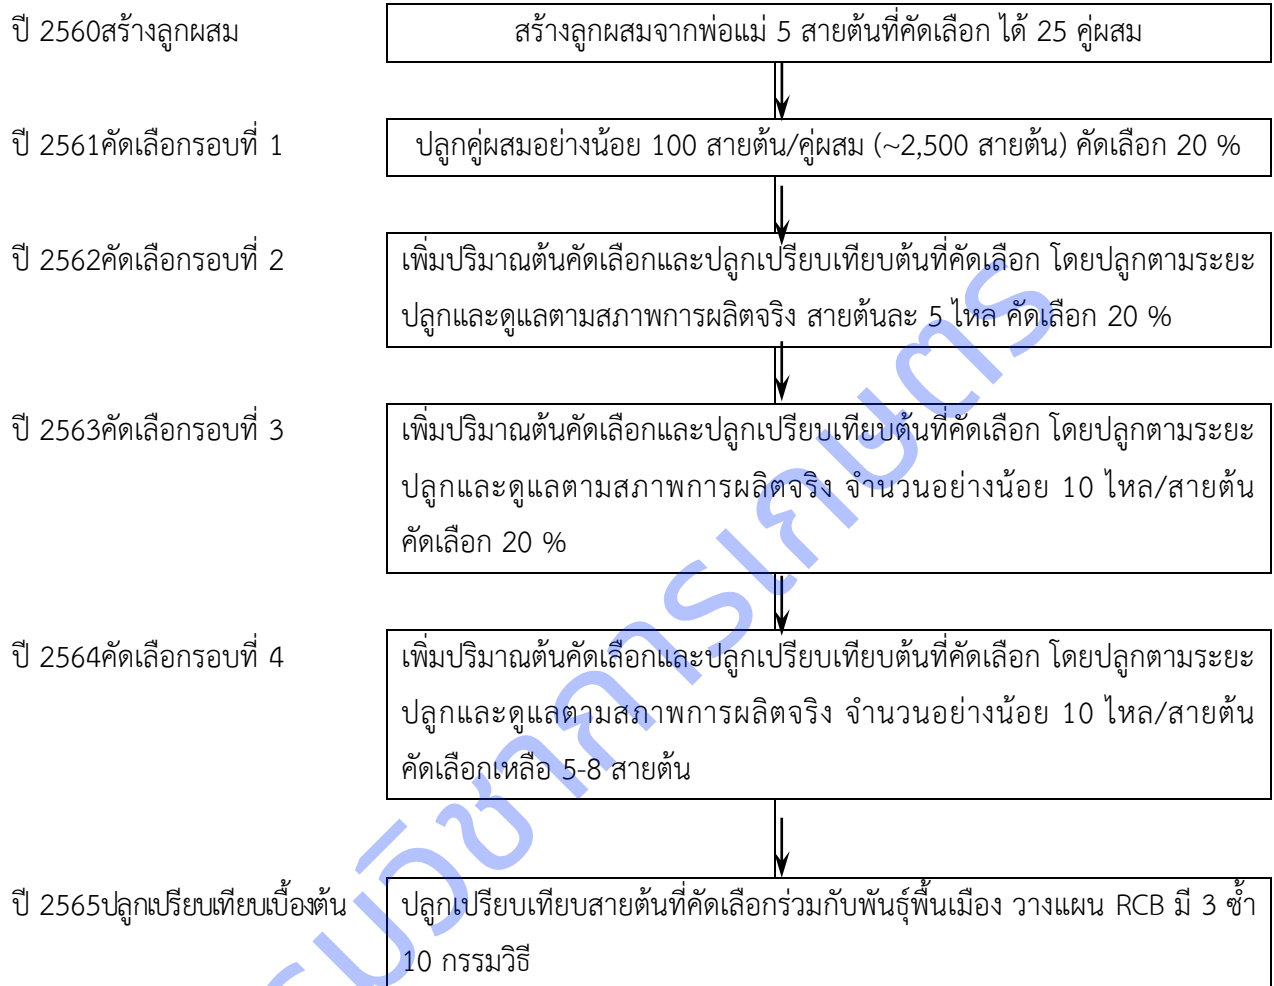 ปี 2560สร้างลูกผสม
สร้างลูกผสมจากพ่อแม่ 5 สายต้นที่คัดเลือก ได้ 25 คู่ผสม
ปี 2561คัดเลือกรอบที่ 1
ปลูกคู่ผสมอย่างน้อย 100 สายต้น/คู่ผสม (~2,500 สายต้น) คัดเลือก 20 %
ปี 2562คัดเลือกรอบที่ 2
เพิ่มปริมาณต้นคัดเลือกและปลูกเปรียบเทียบต้นที่คัดเลือก โดยปลูกตามระยะ
ปลูกและดูแลตามสภาพการผลิตจริง สายต้นละ 5 ไหล คัดเลือก 20 %
ปี 2563คัดเลือกรอบที่ 3
เพิ่มปริมาณต้นคัดเลือกและปลูกเปรียบเทียบต้นที่คัดเลือก โดยปลูกตามระยะ
ปลูกและดูแลตามสภาพการผลิตจริง จำนวนอย่างน้อย 10 ไหล/สายต้น
คัดเลือก 20 %
ปี 2564คัดเลือกรอบที่ 4
เพิ่มปริมาณต้นคัดเลือกและปลูกเปรียบเทียบต้นที่คัดเลือก โดยปลูกตามระยะ
ปลูกและดูแลตามสภาพการผลิตจริง จำนวนอย่างน้อย 10 ไหล/สายต้น
คัดเลือกเหลือ 5-8 สายต้น
ปี 2565ปลูกเปรียบเทียบเบื้องต้น
ปลูกเปรียบเทียบสายต้นที่คัดเลือกร่วมกับพันธุ์พื้นเมือง วางแผน RCB มี 3 ซ้ำ
10 กรรมวิธี
รมวิชาการเกษตร